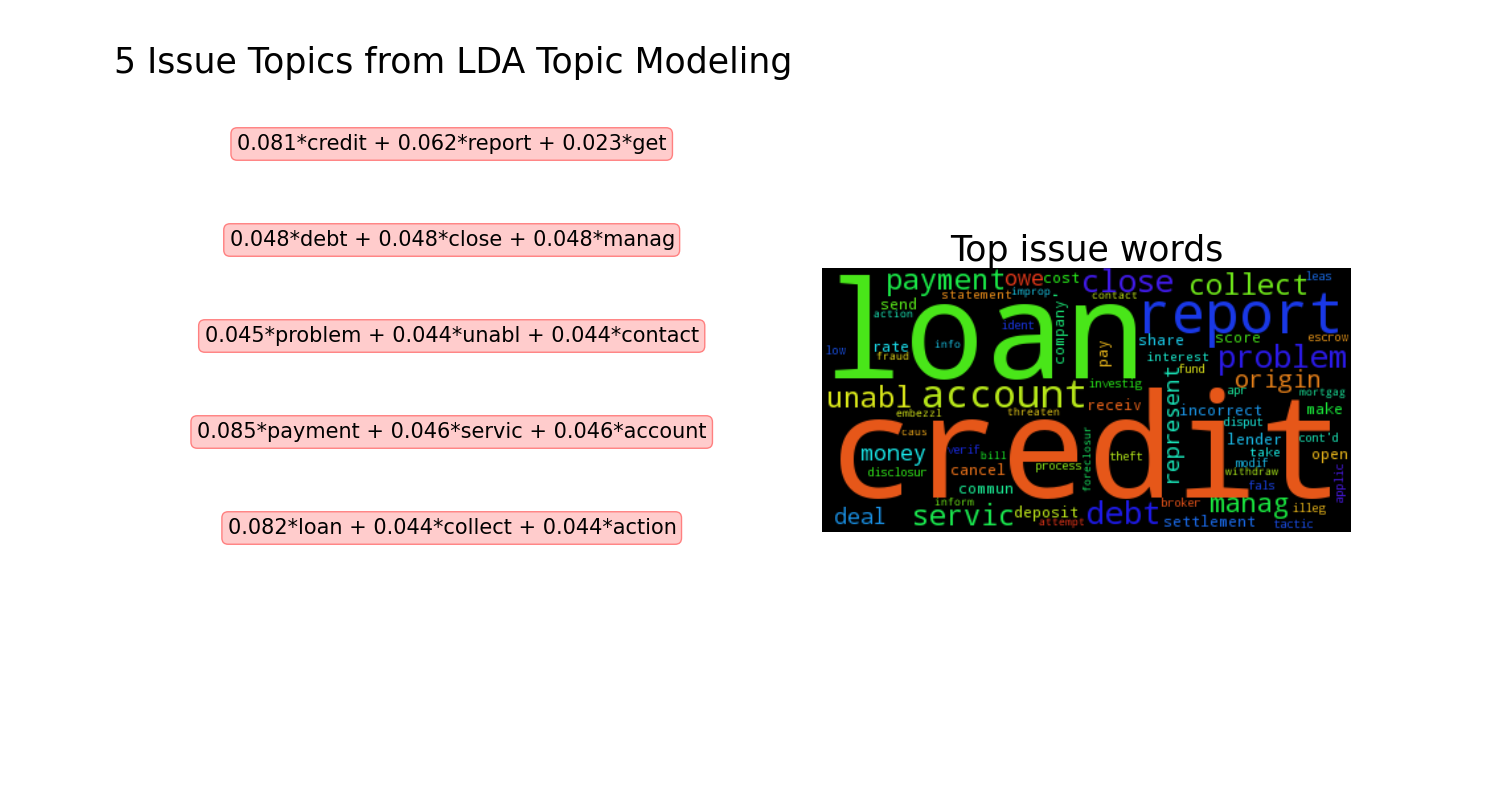 5 Issue Topics from LDA Topic Modeling
0.081*credit + 0.062*report + 0.023*get
0.048*debt + 0.048*close + 0.048*manag
0.045*problem + 0.044*unabl + 0.044*contact
0.085*payment + 0.046*servic + 0.046*account
0.082*loan + 0.044*collect + 0.044*action
Top issue words
loan
credit
report
payment
owe
cost
close
collect
leas
statement
improp
contact
send
action
company
ident
low
rate
info
fraud
pay
share
score
escrow
interest
fund
problem
origin
unabl
account
investig
represent
apr
mortgag
embezzl
threaten
receiv
incorrect
make
disput
caus
money
verif
bill
foreclosur
lender
cont'd
take
open
disclosur
cancel
process
theft
modif
withdraw
applic
commun
fals
inform
broker
manag
illeg
deal
servic
deposit
attempt
debt
settlement
tactic